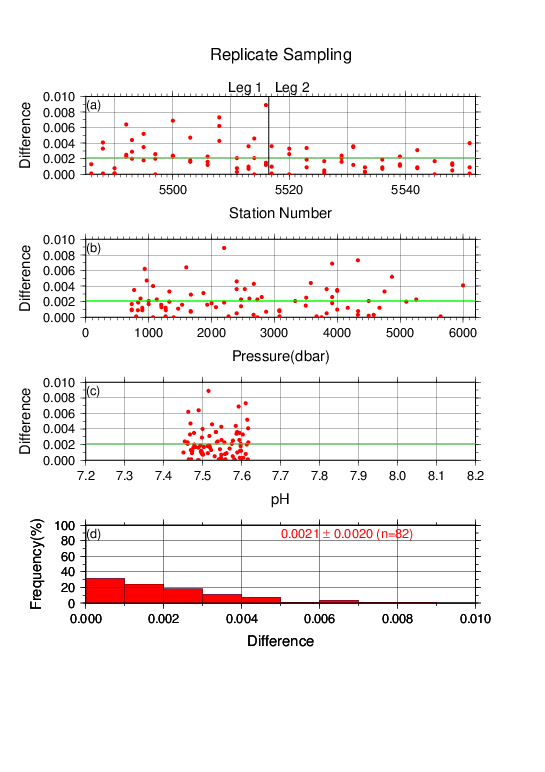 Replicate Sampling
Leg 1 Leg 2
(a)
Difference
0.010
0.008
0.006
0.004
0.002
0.000
5500 5520 5540
Station Number
(b)
Difference
0.010
0.008
0.006
0.004
0.002
0.000
0 1000 2000 3000 4000 5000 6000
Pressure(dbar)
(c)
Difference
0.010
0.008
0.006
0.004
0.002
0.000
7.2 7.3 7.4 7.5 7.6 7.7 7.8 7.9 8.0 8.1 8.2
pH
(d)
0.0021 ± 0.0020 (n=82)
Frequency(%)
100
80
60
40
20
0
0.000 0.002 0.004 0.006 0.008 0.010
Difference